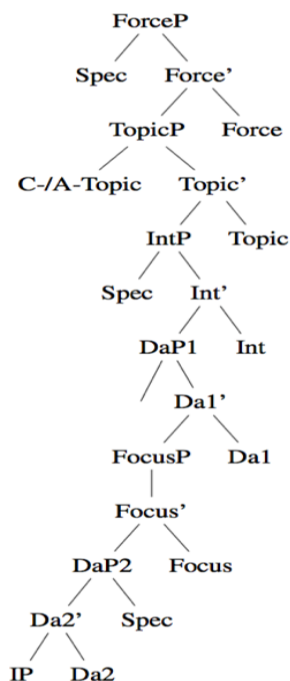 ForceP
Spec Force’
TopicP Force
C-/A-Topic Topic’
IntP Topic
Spec Int’
DaP1 Int
Da1’
FocusP Da1
Focus’
DaP2 Focus
Da2’ Spec
IP Da2